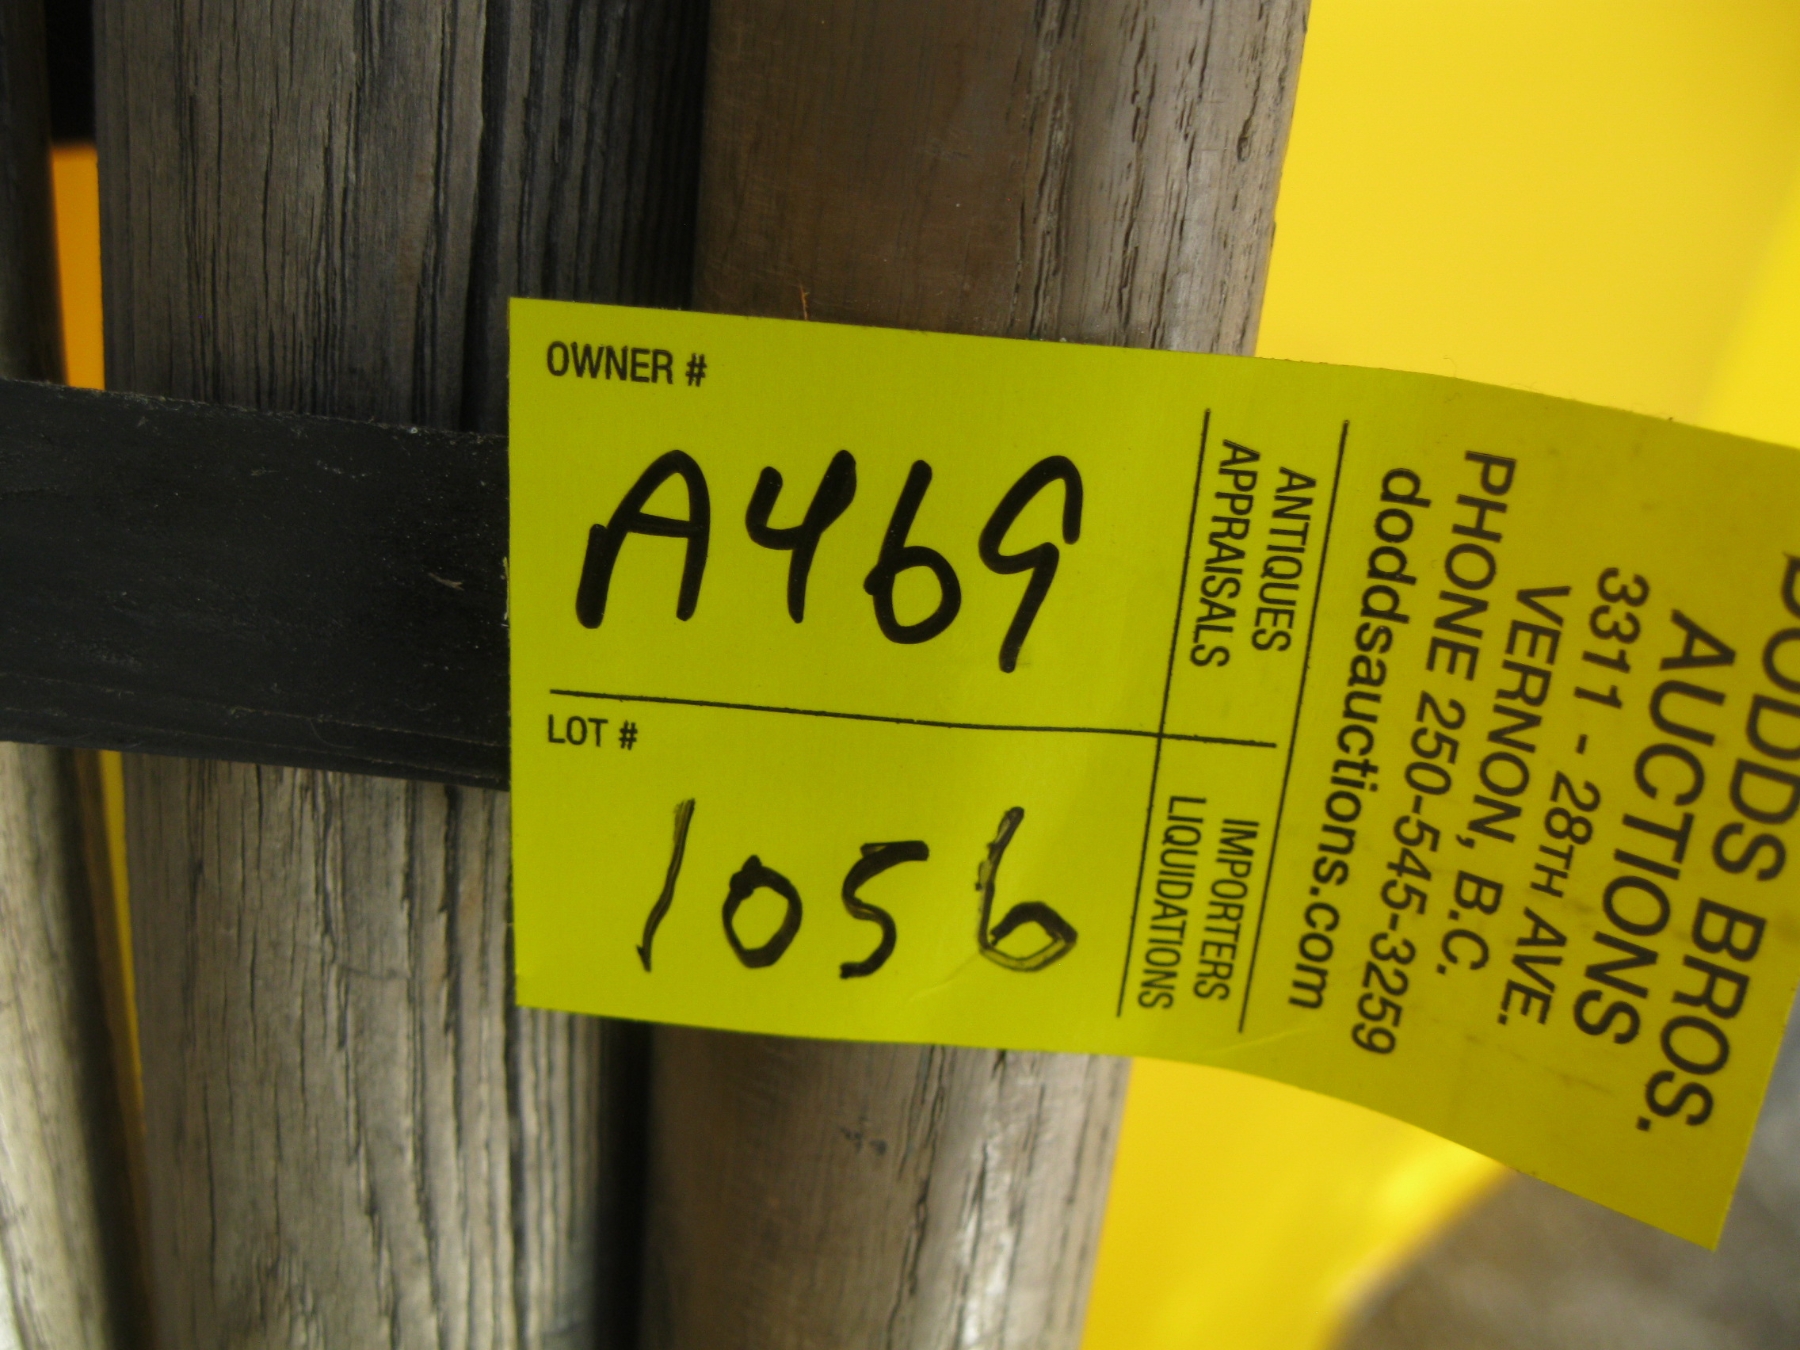 OWNER #
A469
LOT #
1056
DODDS BROS.
AUCTIONS
3311 - 28TH AVE.
VERNON, B.C.
PHONE 250-545-3259
doddsauctions.com
ANTIQUES
APPRAISALS
IMPORTERS
LIQUIDATIONS